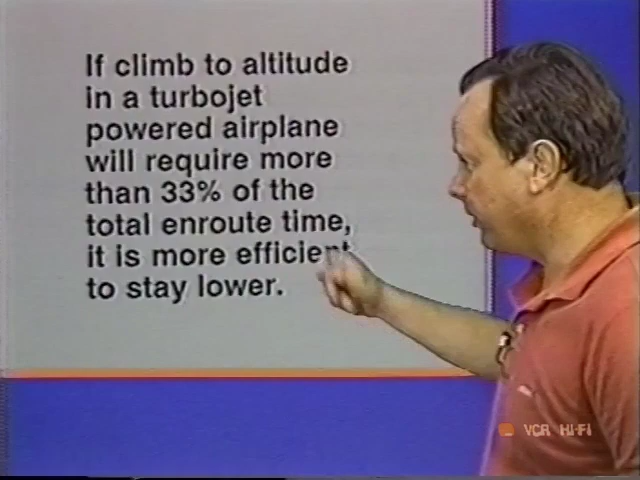 If climb to altitude
in a turbojet
powered airplane
will require more
than 33% of the
total enroute time,
it is more efficient
to stay lower.
VCR HI-FI